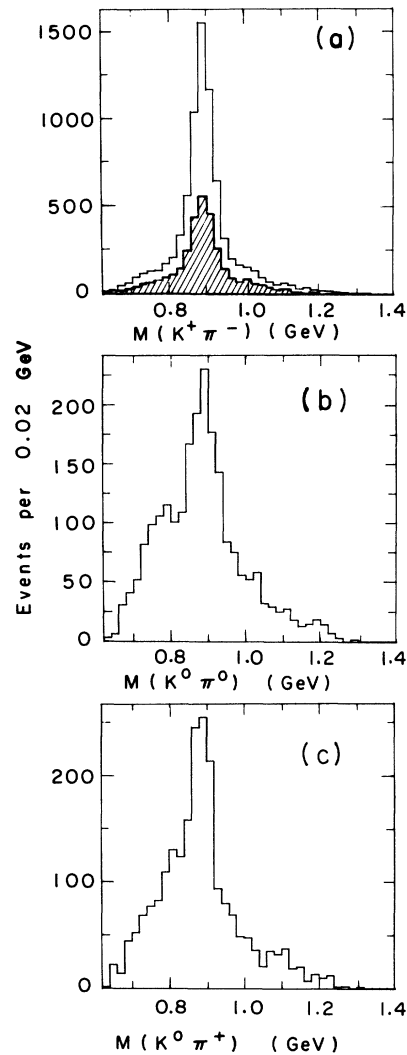 1500
(a)
1000
500
0
0.8 1.0 1.2 1.4
M (K⁺ π⁻) (GeV)
Events per 0.02 GeV
200
(b)
150
100
50
0
0.8 1.0 1.2 1.4
M (K⁰ π⁰) (GeV)
(c)
200
100
0
0.8 1.0 1.2 1.4
M (K⁰ π⁺) (GeV)